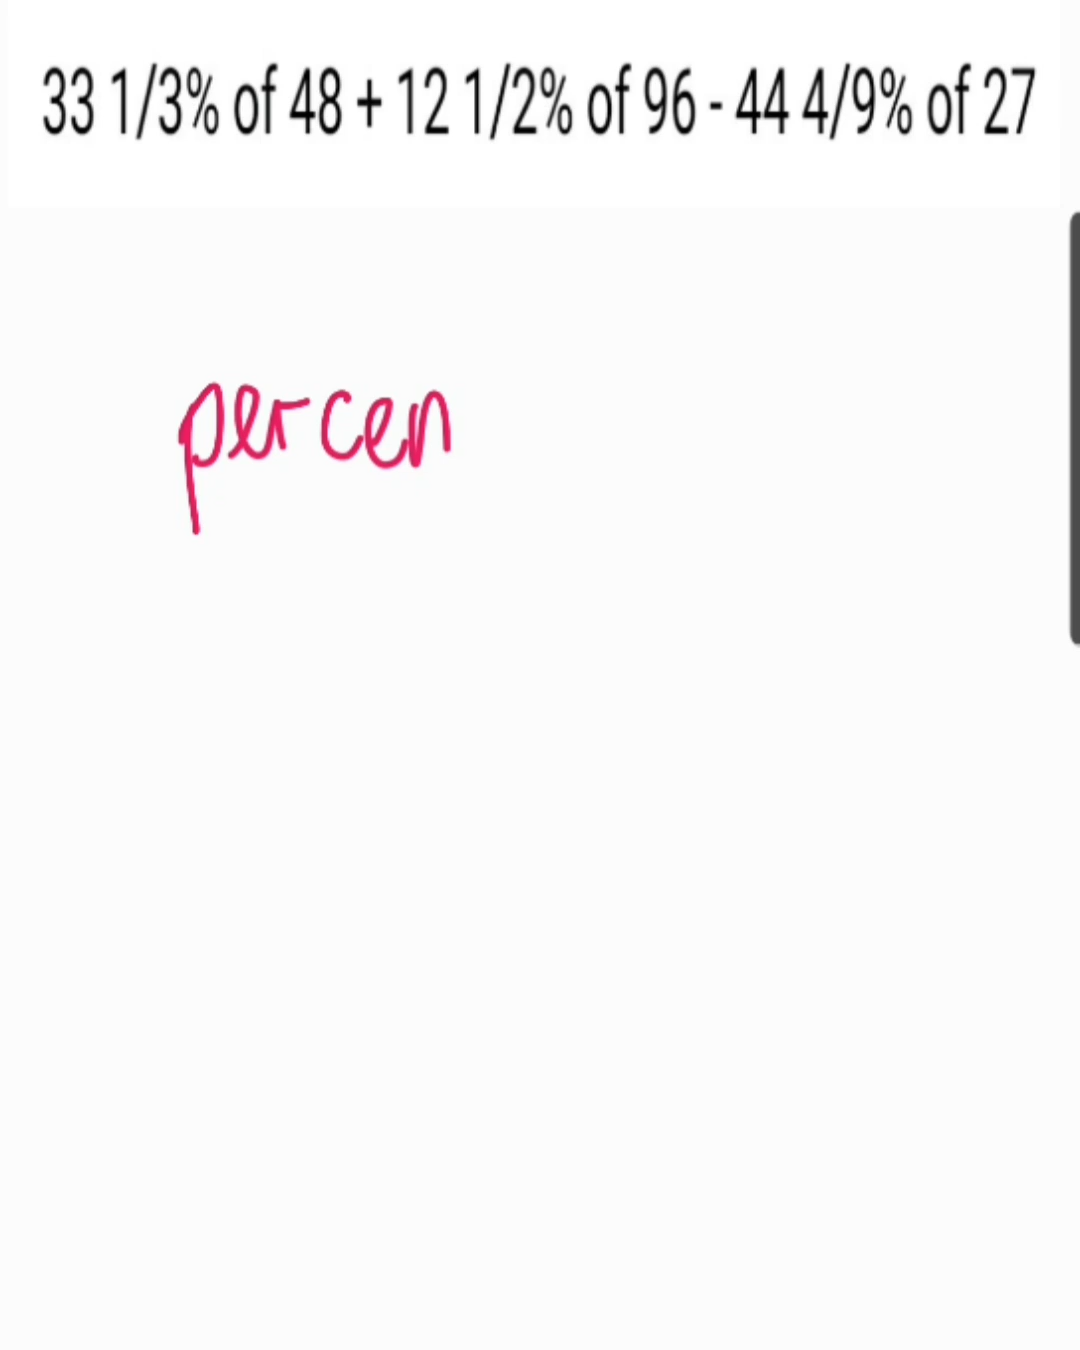 33 1/3% of 48 + 12 1/2% of 96 - 44 4/9% of 27
percen